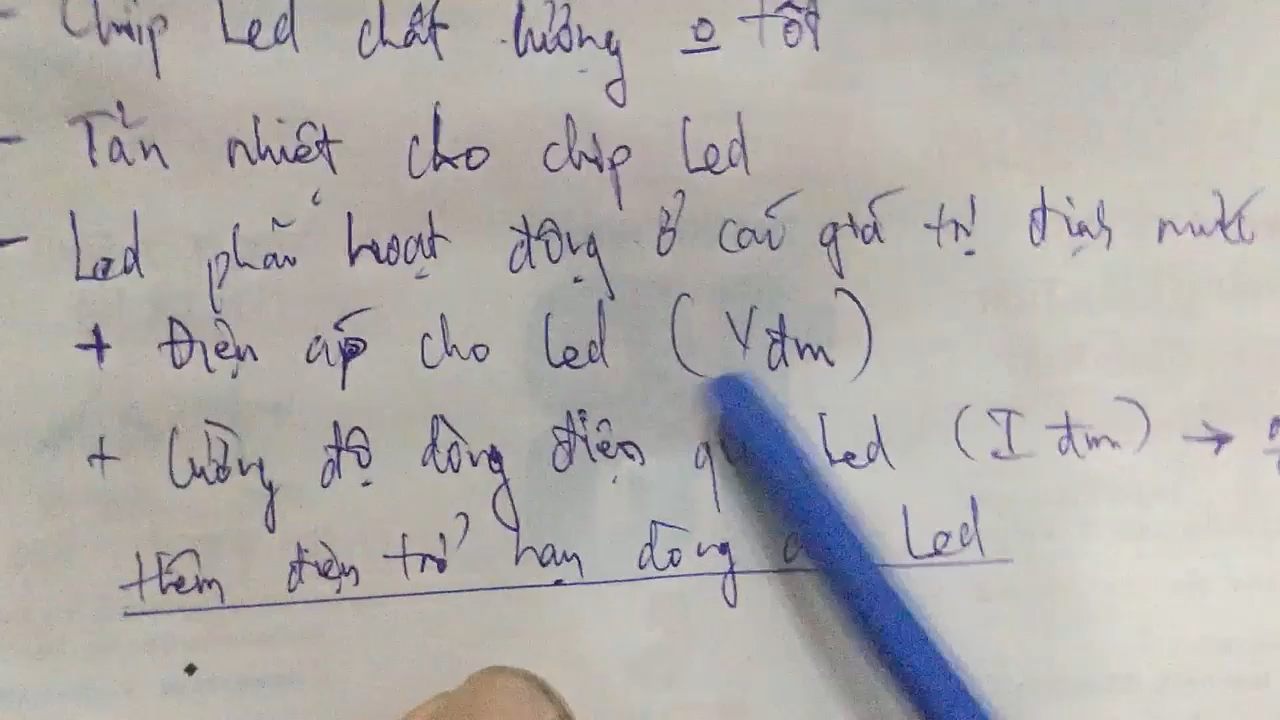 - Chip Led chất lượng o tốt
- Tản nhiệt cho chip Led
- Led phải hoạt động ở các giá trị định mức
+ Điện áp cho led (Vđm)
+ Cường độ dòng điện qua Led (I đm) →
thêm điện trở hạn dòng Led